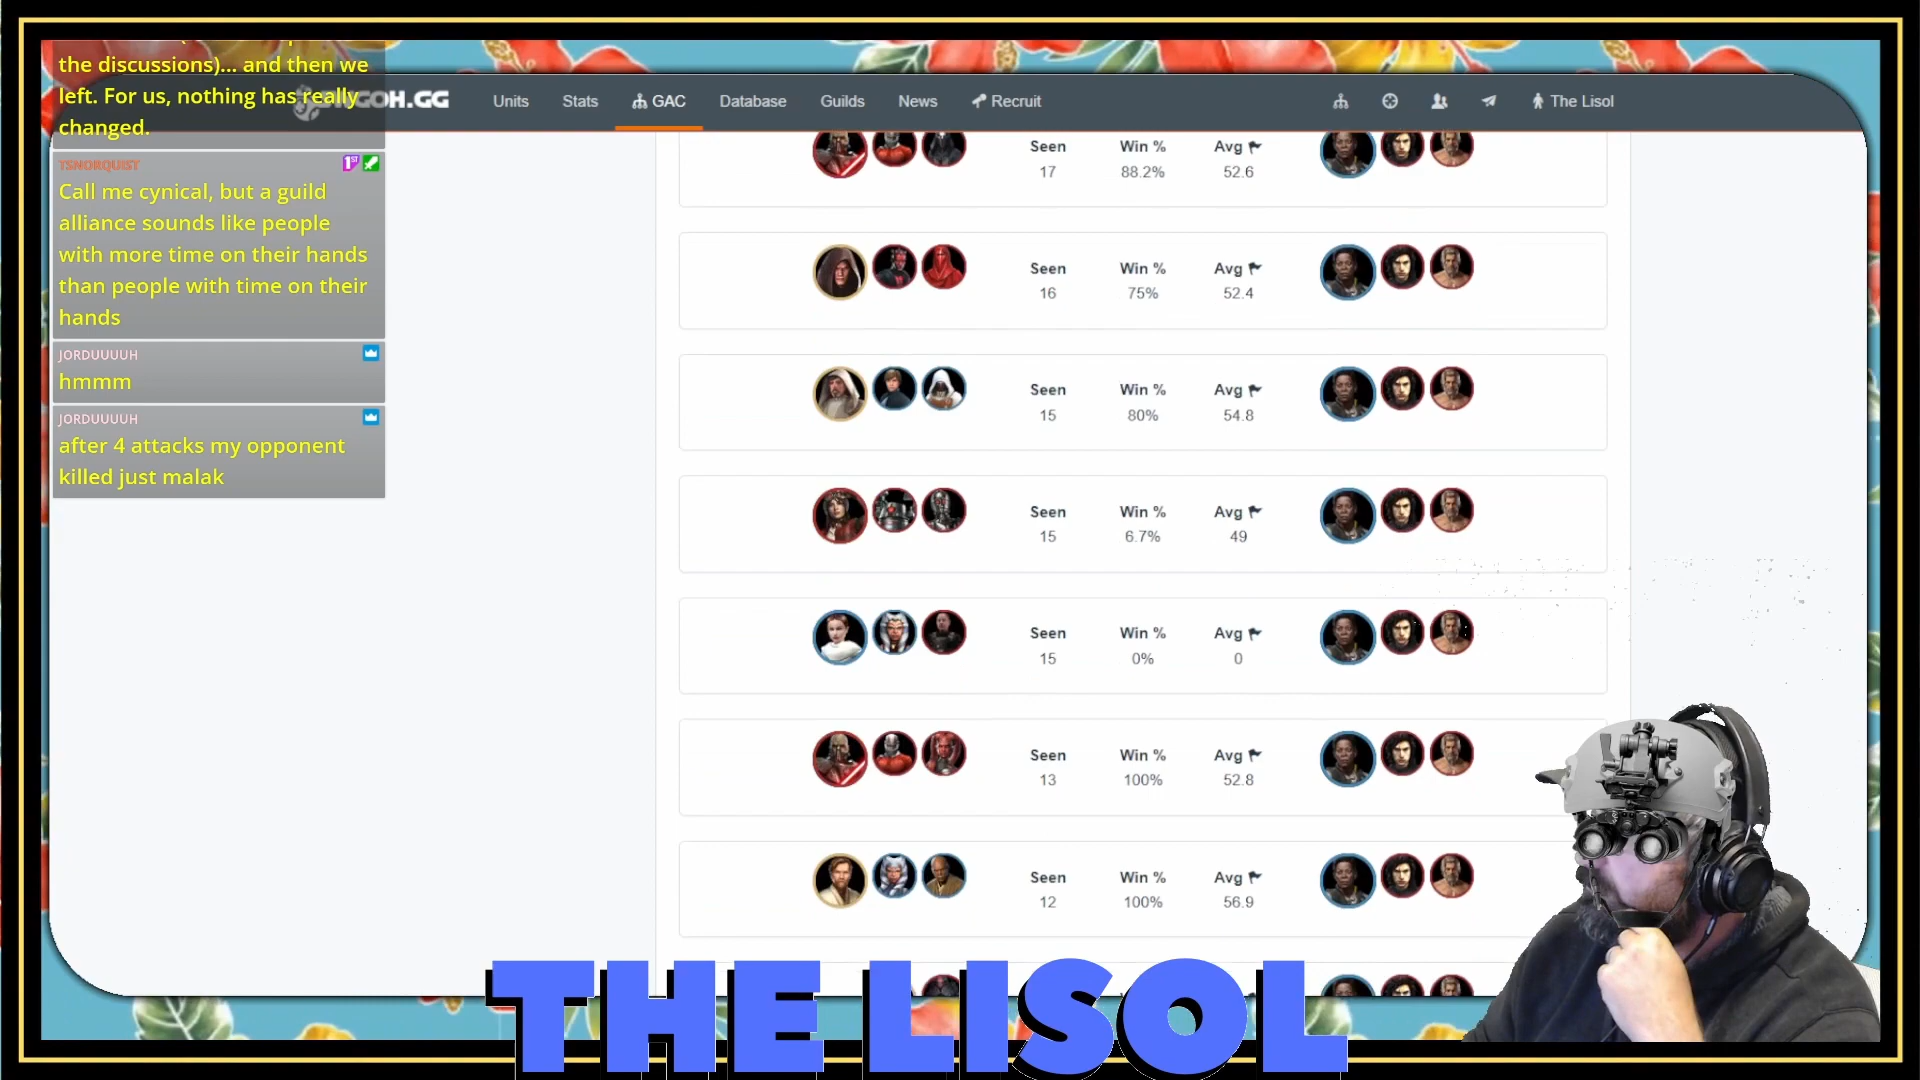 the discussions)... and then we
left. For us, nothing has really
changed.
TSNORQUIST
1ST
Call me cynical, but a guild
alliance sounds like people
with more time on their hands
than people with time on their
hands
JORDUUUUH
hmmm
JORDUUUUH
after 4 attacks my opponent
killed just malak
OH.GG
Units
Stats
GAC
Database
Guilds
News
Recruit
The Lisol
Seen Win % Avg
17 88.2% 52.6
Seen Win % Avg
16 75% 52.4
Seen Win % Avg
15 80% 54.8
Seen Win % Avg
15 6.7% 49
Seen Win % Avg
15 0% 0
Seen Win % Avg
13 100% 52.8
Seen Win % Avg
12 100% 56.9
THE LISOL